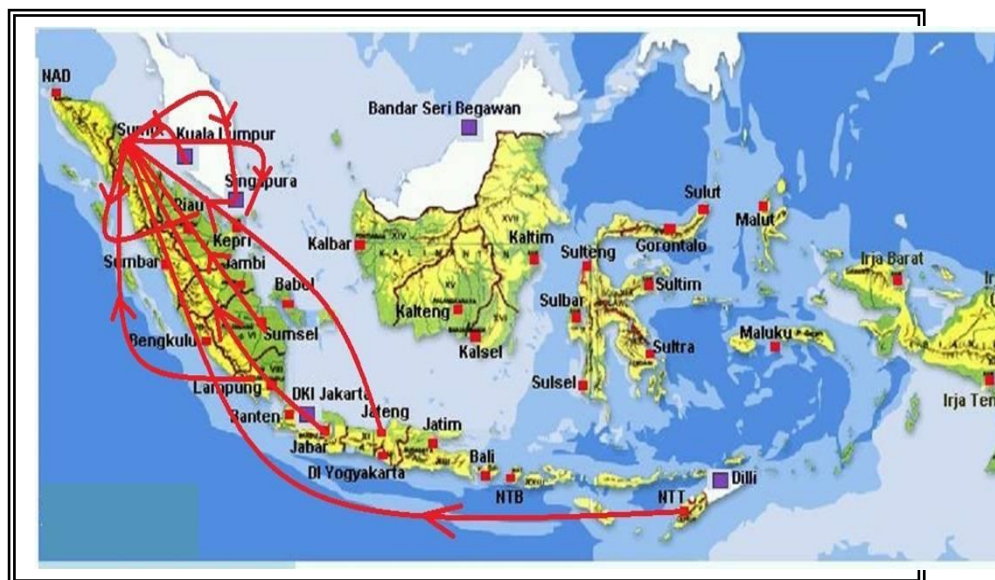 NAD
Bandar Seri Begawan
Kuala Lumpur
Singapura
Riau
Kepri
Sumbar
Jambi
Babel
Bengkulu
Sumsel
Lampung
DKI Jakarta
Banten
Jabar
Jateng
DI Yogyakarta
Jatim
Bali
NTB
NTT
Dilli
Kalbar
Kaltim
Kalteng
Kalsel
Sulut
Gorontalo
Malut
Sulteng
Sultim
Sulbar
Sultra
Sulsel
Maluku
Irja Barat
Irja Ten